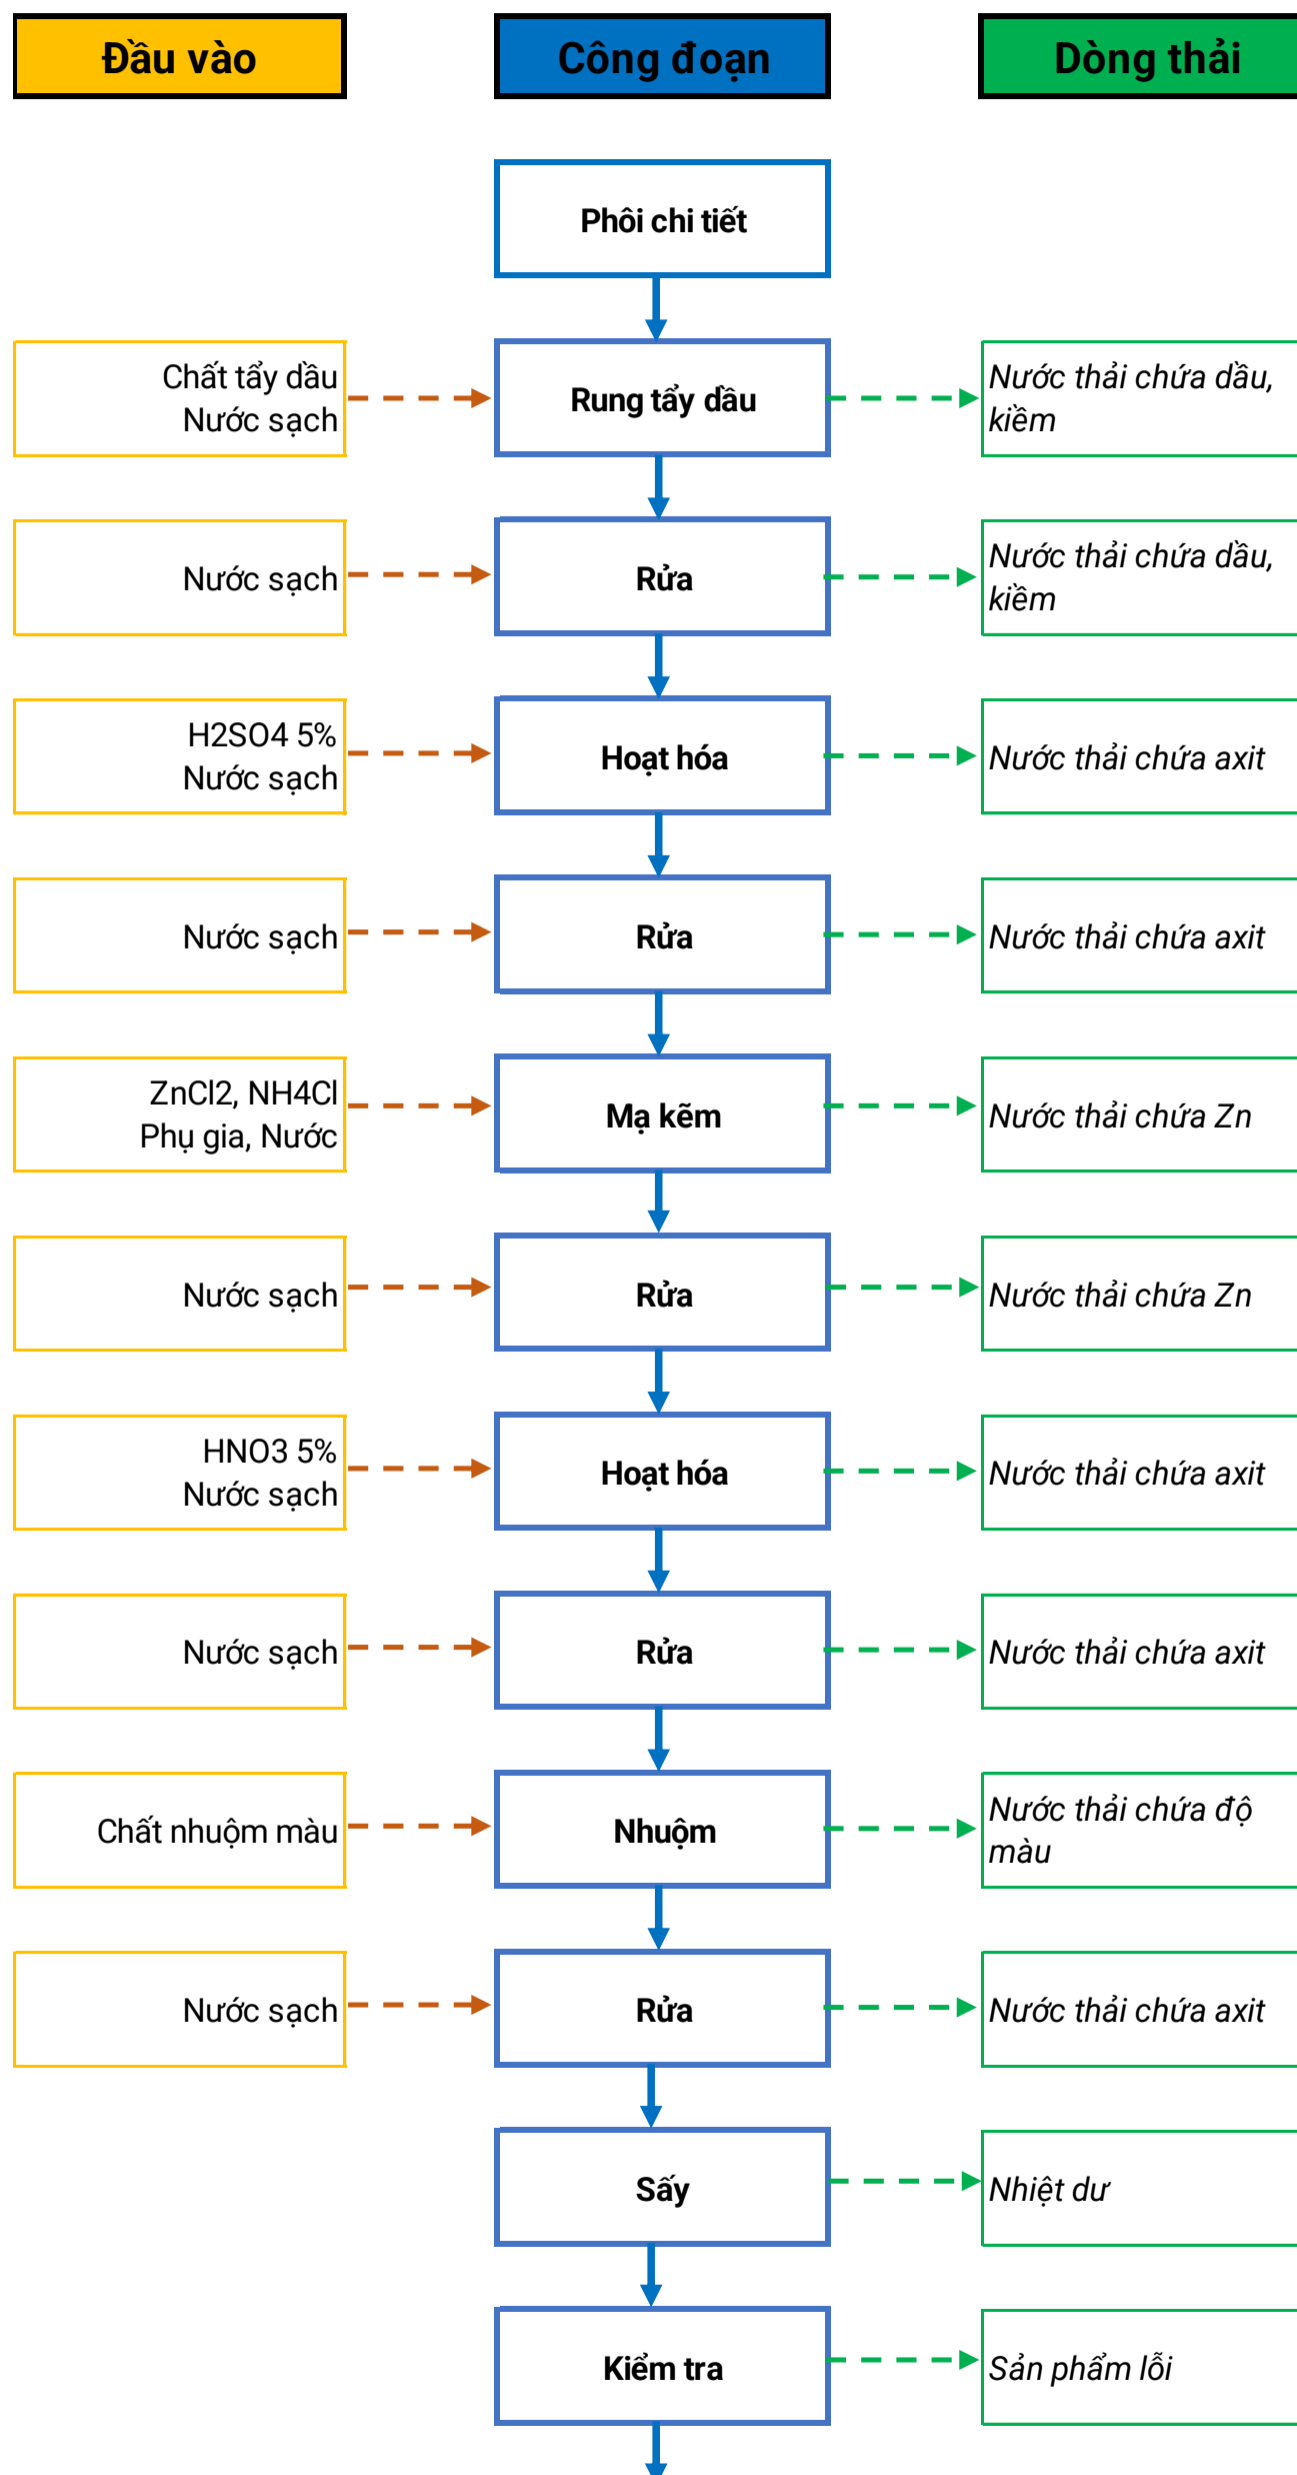 Đầu vào
Công đoạn
Dòng thải
Phôi chi tiết
Chất tẩy dầu
Nước sạch
Rung tẩy dầu
Nước thải chứa dầu,
kiềm
Nước sạch
Rửa
Nước thải chứa dầu,
kiềm
H2SO4 5%
Nước sạch
Hoạt hóa
Nước thải chứa axit
Nước sạch
Rửa
Nước thải chứa axit
ZnCl2, NH4Cl
Phụ gia, Nước
Mạ kẽm
Nước thải chứa Zn
Nước sạch
Rửa
Nước thải chứa Zn
HNO3 5%
Nước sạch
Hoạt hóa
Nước thải chứa axit
Nước sạch
Rửa
Nước thải chứa axit
Chất nhuộm màu
Nhuộm
Nước thải chứa độ
màu
Nước sạch
Rửa
Nước thải chứa axit
Sấy
Nhiệt dư
Kiểm tra
Sản phẩm lỗi